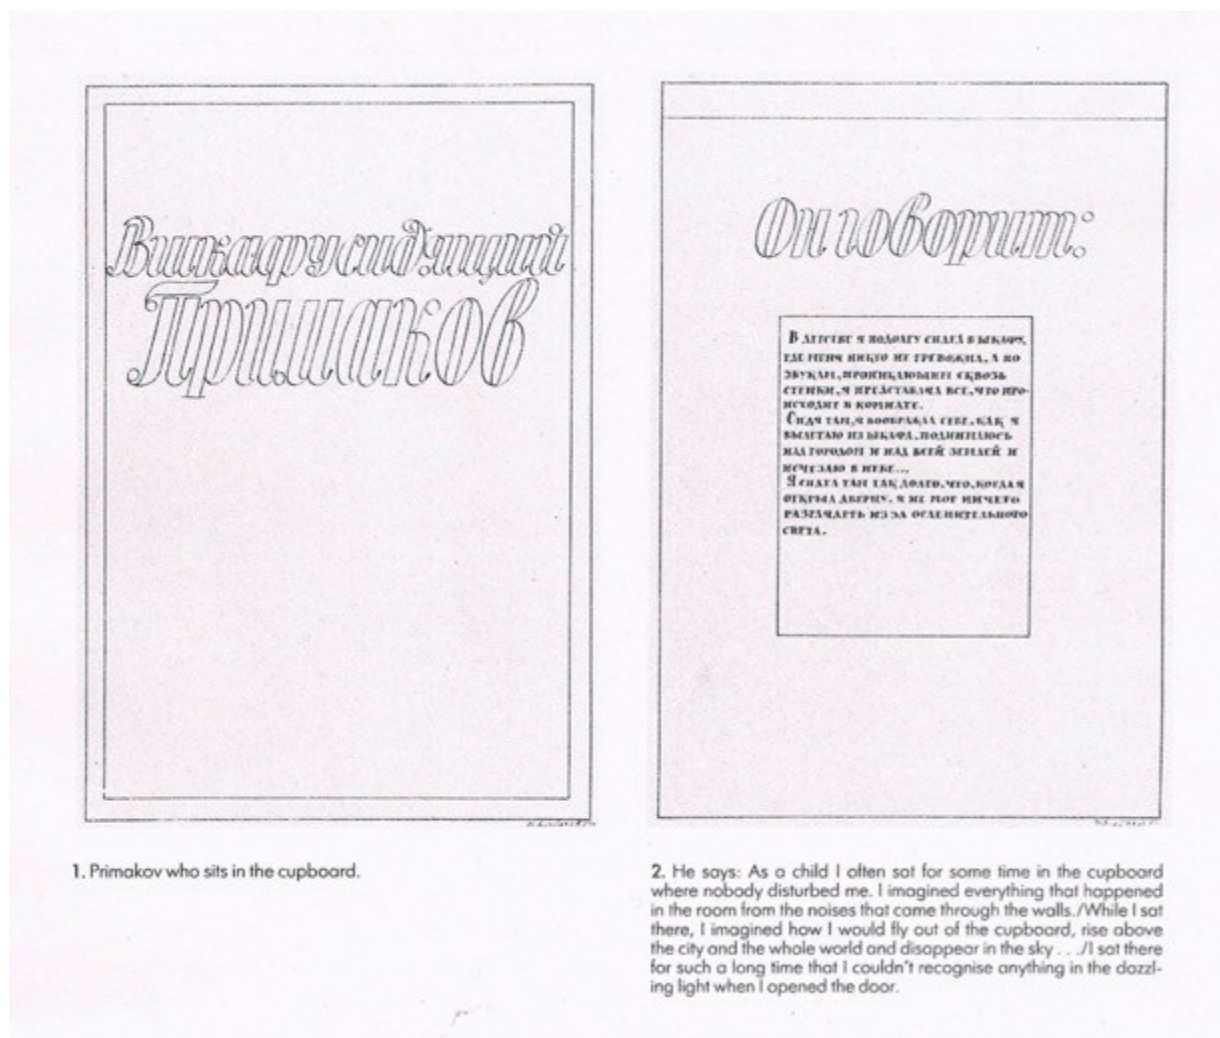 Вшкафусидящий
Примаков
1. Primakov who sits in the cupboard.
Он говорит:
В ДЕТСТВЕ Я ПОДОЛГУ СИДЕЛ В ШКАФУ,
ГДЕ МЕНЯ НИКТО НЕ ТРЕВОЖИЛ, А ПО
ЗВУКАМ, ПРОНИКАЮЩИМ СКВОЗЬ
СТЕНКИ, Я ПРЕДСТАВЛЯЛ ВСЕ, ЧТО ПРО-
ИСХОДИТ В КОМНАТЕ.
СИДЯ ТАМ, Я ВООБРАЖАЛ СЕБЕ, КАК Я
ВЫЛЕТАЮ ИЗ ШКАФА, ПОДНИМАЮСЬ
НАД ГОРОДОМ И НАД ВСЕЙ ЗЕМЛЕЙ И
ИСЧЕЗАЮ В НЕБЕ...
Я СИДЕЛ ТАМ ТАК ДОЛГО, ЧТО, КОГДА Я
ОТКРЫЛ ДВЕРЦУ, Я НЕ МОГ НИЧЕГО
РАЗГЛЯДЕТЬ ИЗ ЗА ОСЛЕПИТЕЛЬНОГО
СВЕТА.
2. He says: As a child I often sat for some time in the cupboard
where nobody disturbed me. I imagined everything that happened
in the room from the noises that came through the walls./While I sat
there, I imagined how I would fly out of the cupboard, rise above
the city and the whole world and disappear in the sky . . ./I sat there
for such a long time that I couldn't recognise anything in the dazzl-
ing light when I opened the door.